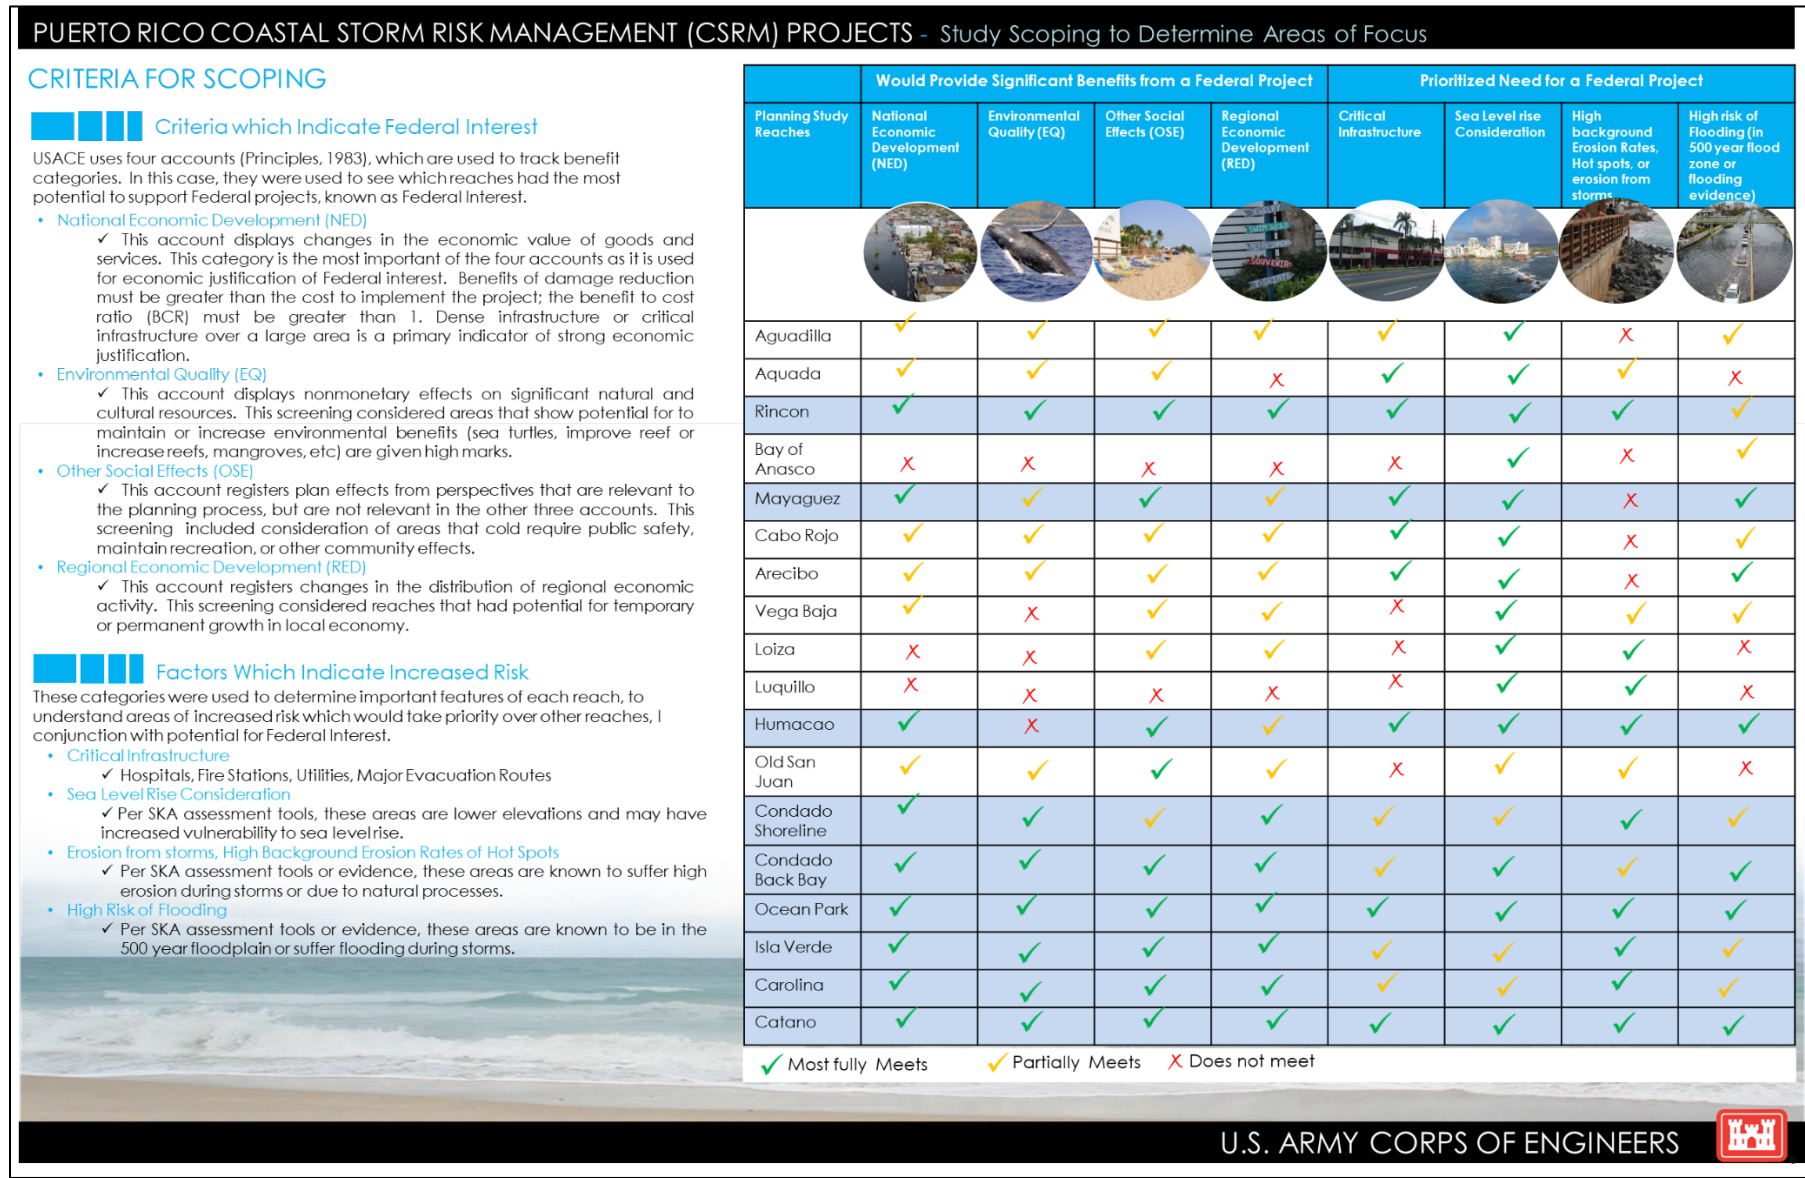 PUERTO RICO COASTAL STORM RISK MANAGEMENT (CSRM) PROJECTS - Study Scoping to Determine Areas of Focus
CRITERIA FOR SCOPING
Criteria which Indicate Federal Interest
USACE uses four accounts (Principles, 1983), which are used to track benefit
categories. In this case, they were used to see which reaches had the most
potential to support Federal projects, known as Federal Interest.
• National Economic Development (NED)
✓ This account displays changes in the economic value of goods and
services. This category is the most important of the four accounts as it is used
for economic justification of Federal interest. Benefits of damage reduction
must be greater than the cost to implement the project; the benefit to cost
ratio (BCR) must be greater than 1. Dense infrastructure or critical
infrastructure over a large area is a primary indicator of strong economic
justification.
• Environmental Quality (EQ)
✓ This account displays nonmonetary effects on significant natural and
cultural resources. This screening considered areas that show potential for to
maintain or increase environmental benefits (sea turtles, improve reef or
increase reefs, mangroves, etc) are given high marks.
• Other Social Effects (OSE)
✓ This account registers plan effects from perspectives that are relevant to
the planning process, but are not relevant in the other three accounts. This
screening included consideration of areas that cold require public safety,
maintain recreation, or other community effects.
• Regional Economic Development (RED)
✓ This account registers changes in the distribution of regional economic
activity. This screening considered reaches that had potential for temporary
or permanent growth in local economy.
Factors Which Indicate Increased Risk
These categories were used to determine important features of each reach, to
understand areas of increased risk which would take priority over other reaches, I
conjunction with potential for Federal Interest.
• Critical Infrastructure
✓ Hospitals, Fire Stations, Utilities, Major Evacuation Routes
• Sea Level Rise Consideration
✓ Per SKA assessment tools, these areas are lower elevations and may have
increased vulnerability to sea level rise.
• Erosion from storms, High Background Erosion Rates of Hot Spots
✓ Per SKA assessment tools or evidence, these areas are known to suffer high
erosion during storms or due to natural processes.
• High Risk of Flooding
✓ Per SKA assessment tools or evidence, these areas are known to be in the
500 year floodplain or suffer flooding during storms.
Would Provide Significant Benefits from a Federal Project
Prioritized Need for a Federal Project
Planning Study
Reaches
National
Economic
Development
(NED)
Environmental
Quality (EQ)
Other Social
Effects (OSE)
Regional
Economic
Development
(RED)
Critical
Infrastructure
Sea Level rise
Consideration
High
background
Erosion Rates,
Hot spots, or
erosion from
storms
High risk of
Flooding (in
500 year flood
zone or
flooding
evidence)
SWIM WEAR
SOUVENIR
Aguadilla ✓ ✓ ✓ ✓ ✓ ✓ ✗ ✓
Aquada ✓ ✓ ✓ ✗ ✓ ✓ ✓ ✗
Rincon ✓ ✓ ✓ ✓ ✓ ✓ ✓ ✓
Bay of
Anasco ✗ ✗ ✗ ✗ ✗ ✓ ✗ ✓
Mayaguez ✓ ✓ ✓ ✓ ✓ ✓ ✗ ✓
Cabo Rojo ✓ ✓ ✓ ✓ ✓ ✓ ✗ ✓
Arecibo ✓ ✓ ✓ ✓ ✓ ✓ ✗ ✓
Vega Baja ✓ ✗ ✓ ✓ ✗ ✓ ✓ ✓
Loiza ✗ ✗ ✓ ✓ ✗ ✓ ✓ ✗
Luquillo ✗ ✗ ✗ ✗ ✗ ✓ ✓ ✗
Humacao ✓ ✗ ✓ ✓ ✓ ✓ ✓ ✓
Old San
Juan ✓ ✓ ✓ ✓ ✗ ✓ ✓ ✗
Condado
Shoreline ✓ ✓ ✓ ✓ ✓ ✓ ✓ ✓
Condado
Back Bay ✓ ✓ ✓ ✓ ✓ ✓ ✓ ✓
Ocean Park ✓ ✓ ✓ ✓ ✓ ✓ ✓ ✓
Isla Verde ✓ ✓ ✓ ✓ ✓ ✓ ✓ ✓
Carolina ✓ ✓ ✓ ✓ ✓ ✓ ✓ ✓
Catano ✓ ✓ ✓ ✓ ✓ ✓ ✓ ✓
✓ Most fully Meets ✓ Partially Meets ✗ Does not meet
U.S. ARMY CORPS OF ENGINEERS